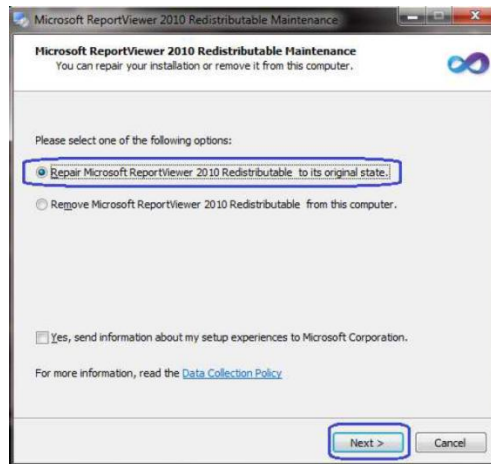 Microsoft ReportViewer 2010 Redistributable Maintenance
Microsoft ReportViewer 2010 Redistributable Maintenance
You can repair your installation or remove it from this computer.
Please select one of the following options:
Repair Microsoft ReportViewer 2010 Redistributable to its original state.
Remove Microsoft ReportViewer 2010 Redistributable from this computer.
Yes, send information about my setup experiences to Microsoft Corporation.
For more information, read the Data Collection Policy
Next > Cancel